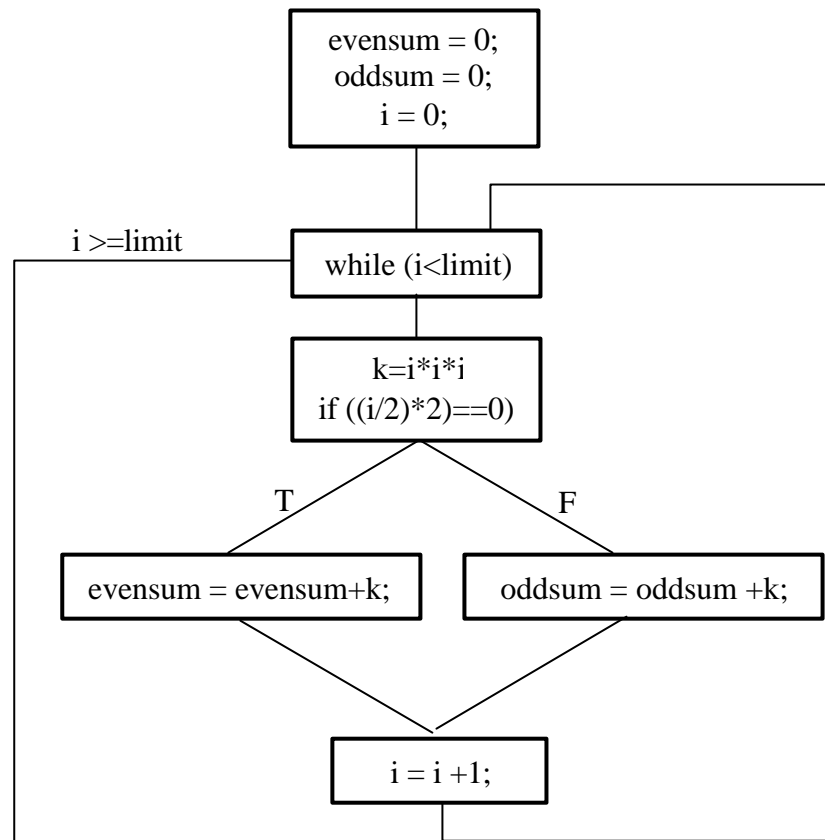 evensum = 0;
oddsum = 0;
i = 0;
i >=limit
while (i<limit)
k=i*i*i
if ((i/2)*2)==0)
T
F
evensum = evensum+k;
oddsum = oddsum +k;
i = i +1;